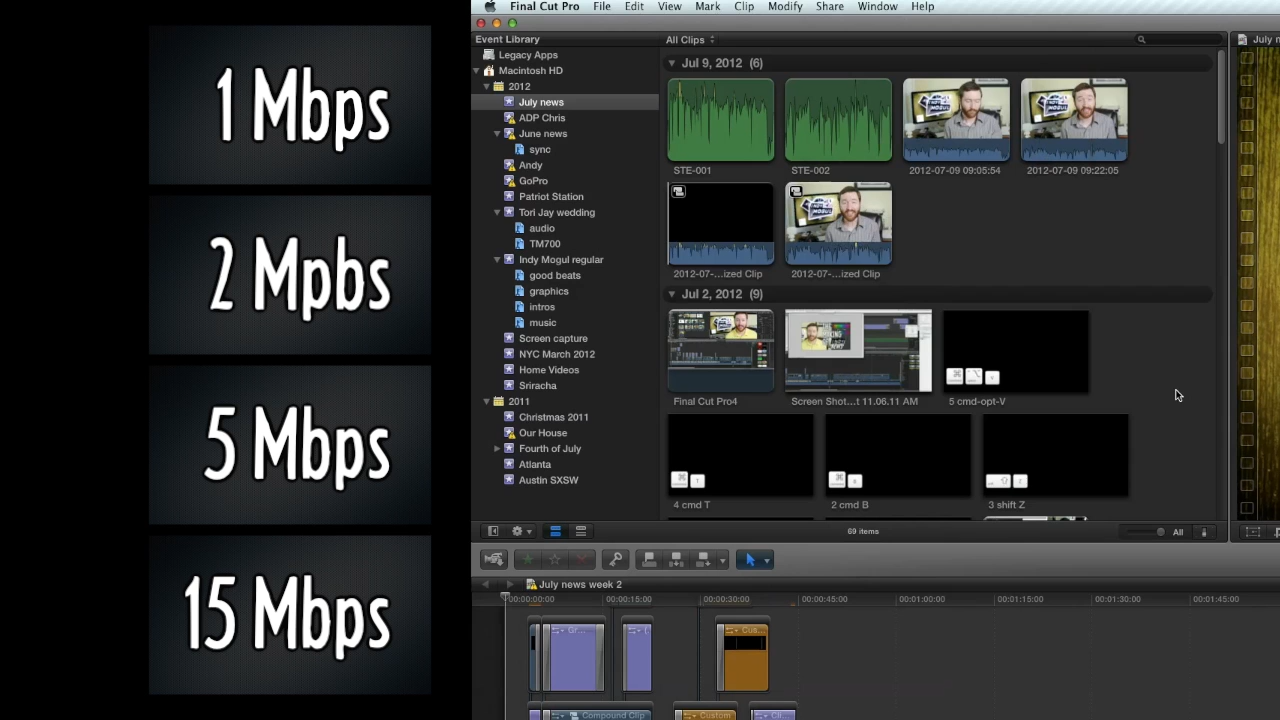 1 Mbps
2 Mpbs
5 Mbps
15 Mbps
Final Cut Pro File Edit View Mark Clip Modify Share Window Help
Event Library
All Clips
July n
Legacy Apps
Macintosh HD
2012
July news
ADP Chris
June news
sync
Andy
GoPro
Patriot Station
Tori Jay wedding
audio
TM700
Indy Mogul regular
good beats
graphics
intros
music
Screen capture
NYC March 2012
Home Videos
Sriracha
2011
Christmas 2011
Our House
Fourth of July
Atlanta
Austin SXSW
Jul 9, 2012 (6)
STE-001
STE-002
2012-07-09 09:05:54
2012-07-09 09:22:05
2012-07-...ized Clip
2012-07-...ized Clip
Jul 2, 2012 (9)
Final Cut Pro4
Screen Shot...t 11.06.11 AM
5 cmd-opt-V
4 cmd T
2 cmd B
3 shift Z
69 items
All
July news week 2
00:00:00:00
00:00:15:00
00:00:30:00
00:00:45:00
00:01:00:00
00:01:15:00
00:01:30:00
00:01:45:00
Gr...
Cus...
Compound Clip
Custom
Cli...